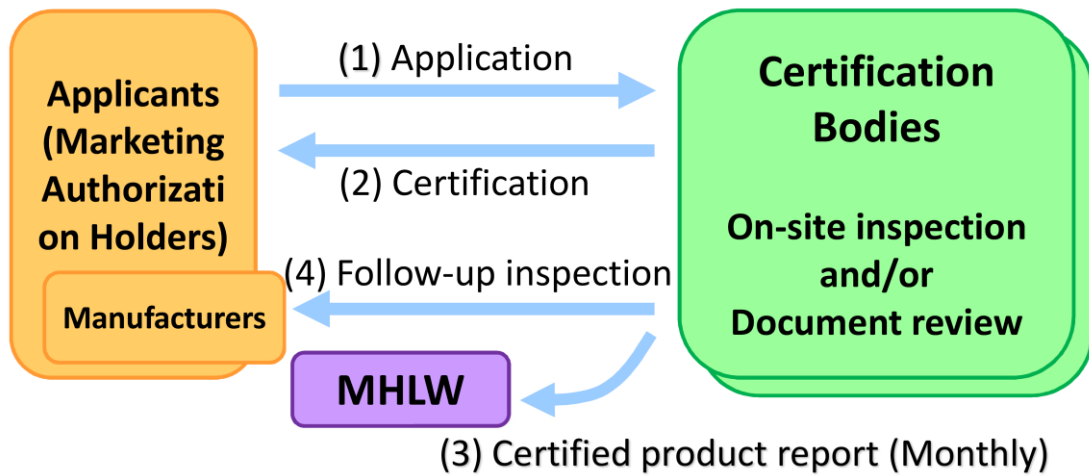 Applicants
(Marketing
Authorizati
on Holders)
Manufacturers
(1) Application
(2) Certification
(4) Follow-up inspection
MHLW
(3) Certified product report (Monthly)
Certification
Bodies
On-site inspection
and/or
Document review